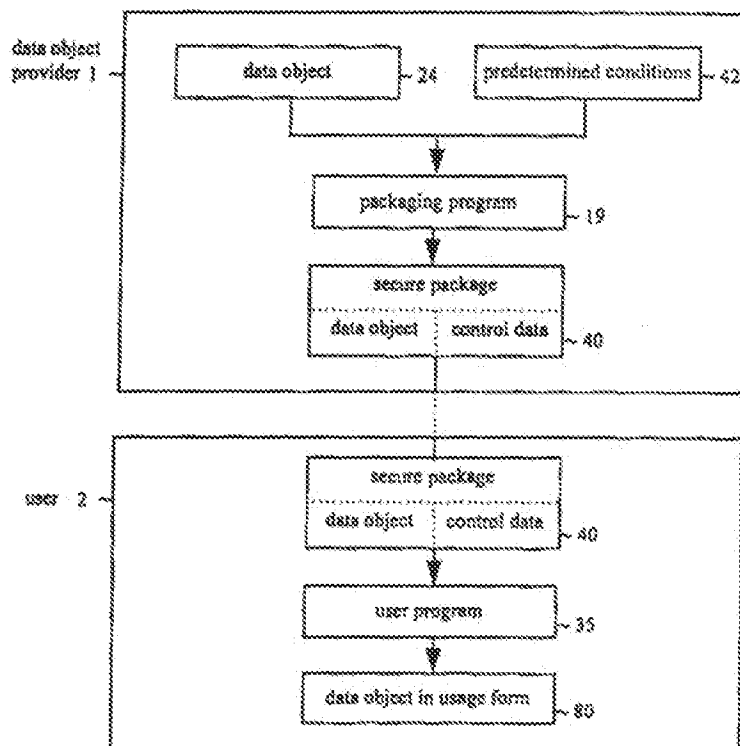 data object
provider 1
data object
24
predetermined conditions
42
packaging program
19
secure package
data object
control data
40
user 2
secure package
data object
control data
40
user program
35
data object in usage form
80